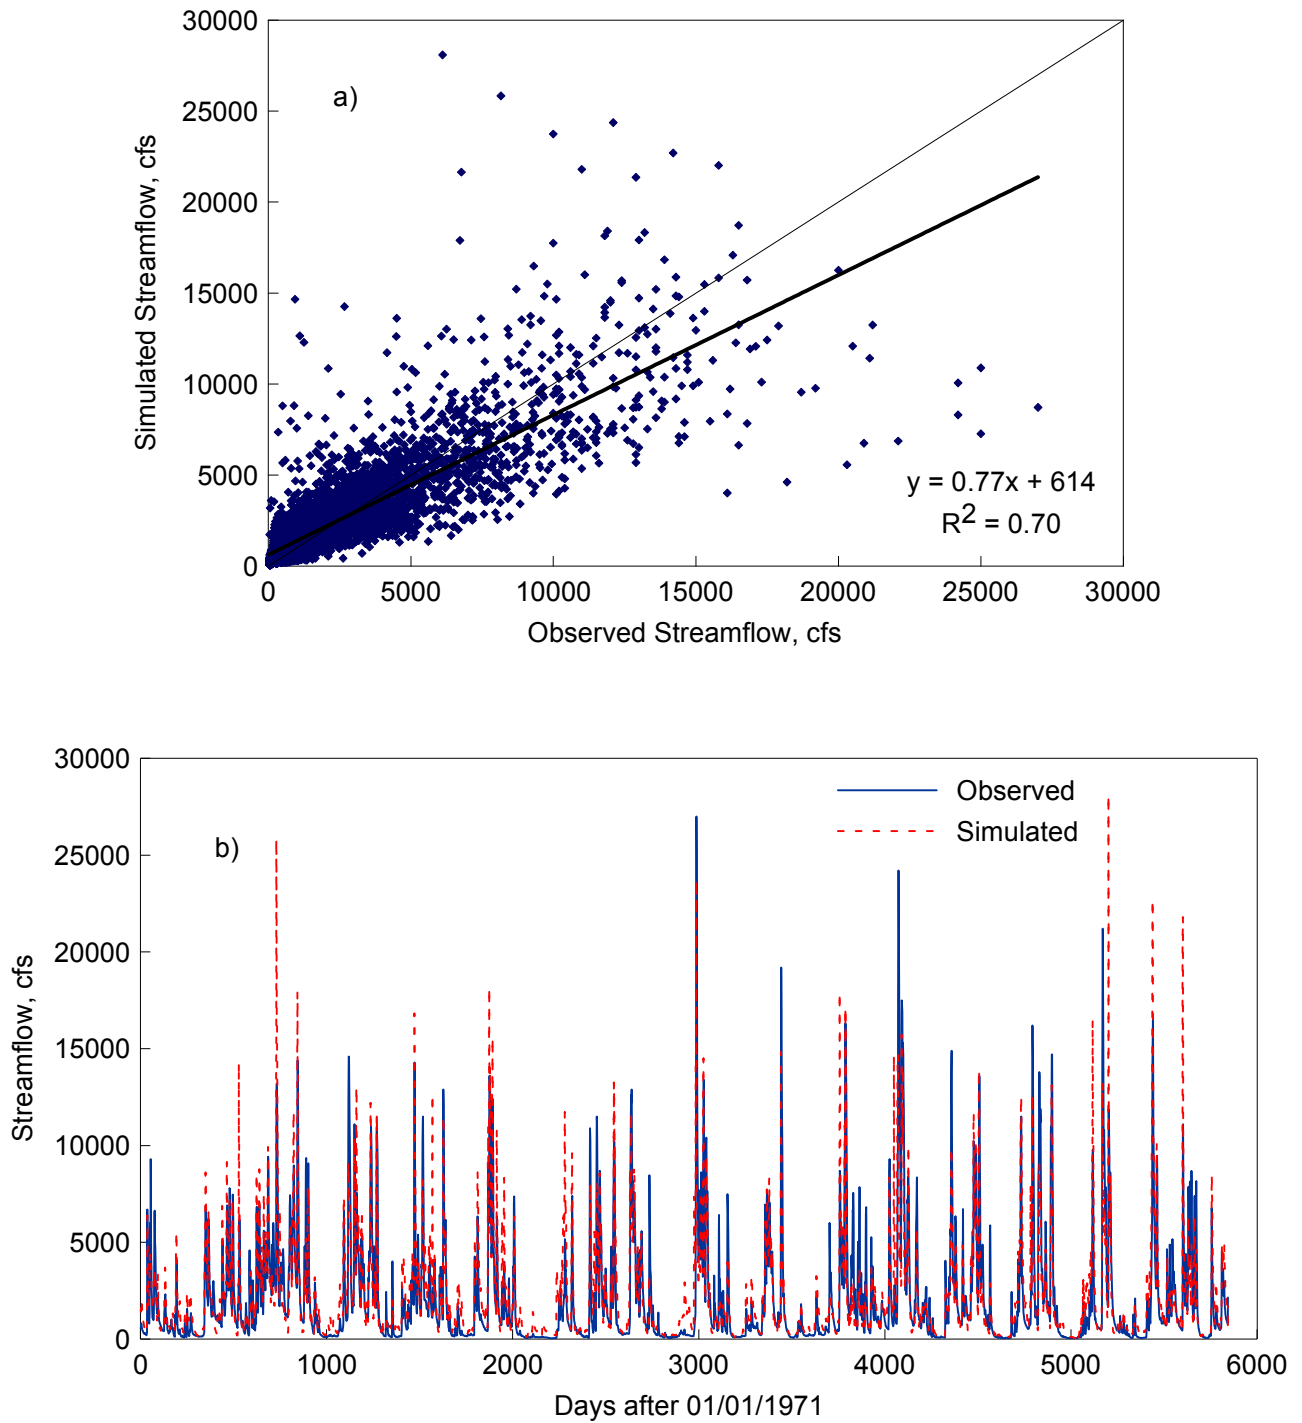 30000
a)
25000
20000
15000
10000
5000
0
Simulated Streamflow, cfs
y = 0.77x + 614
R2 = 0.70
0 5000 10000 15000 20000 25000 30000
Observed Streamflow, cfs
30000
Observed
Simulated
b)
25000
20000
15000
10000
5000
0
Streamflow, cfs
0 1000 2000 3000 4000 5000 6000
Days after 01/01/1971